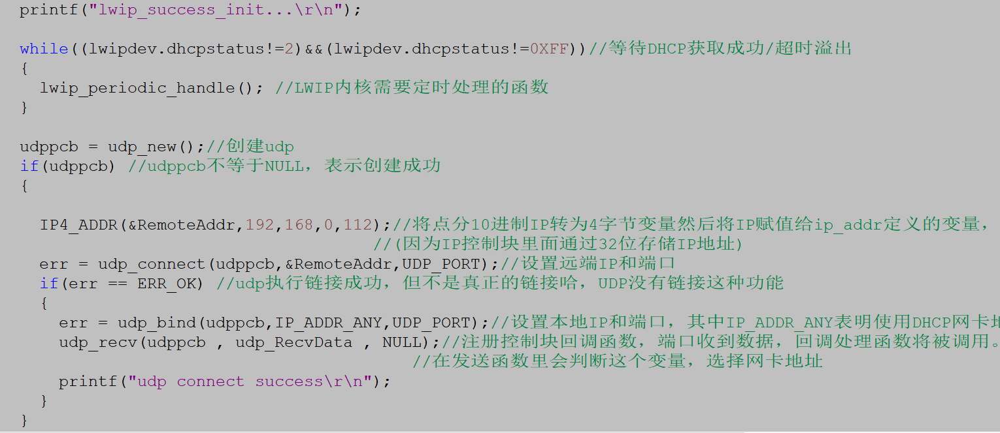 printf("lwip_success_init...\r\n");
while((lwipdev.dhcpstatus!=2)&&(lwipdev.dhcpstatus!=0XFF))//等待DHCP获取成功/超时溢出
{
lwip_periodic_handle(); //LWIP内核需要定时处理的函数
}
udppcb = udp_new();//创建udp
if(udppcb) //udppcb不等于NULL，表示创建成功
{
IP4_ADDR(&RemoteAddr,192,168,0,112);//将点分10进制IP转为4字节变量然后将IP赋值给ip_addr定义的变量，
//(因为IP控制块里面通过32位存储IP地址)
err = udp_connect(udppcb,&RemoteAddr,UDP_PORT);//设置远端IP和端口
if(err == ERR_OK) //udp执行链接成功，但不是真正的链接哈，UDP没有链接这种功能
{
err = udp_bind(udppcb,IP_ADDR_ANY,UDP_PORT);//设置本地IP和端口，其中IP_ADDR_ANY表明使用DHCP网卡地
udp_recv(udppcb , udp_RecvData , NULL);//注册控制块回调函数，端口收到数据，回调处理函数将被调用。
//在发送函数里会判断这个变量，选择网卡地址
printf("udp connect success\r\n");
}
}